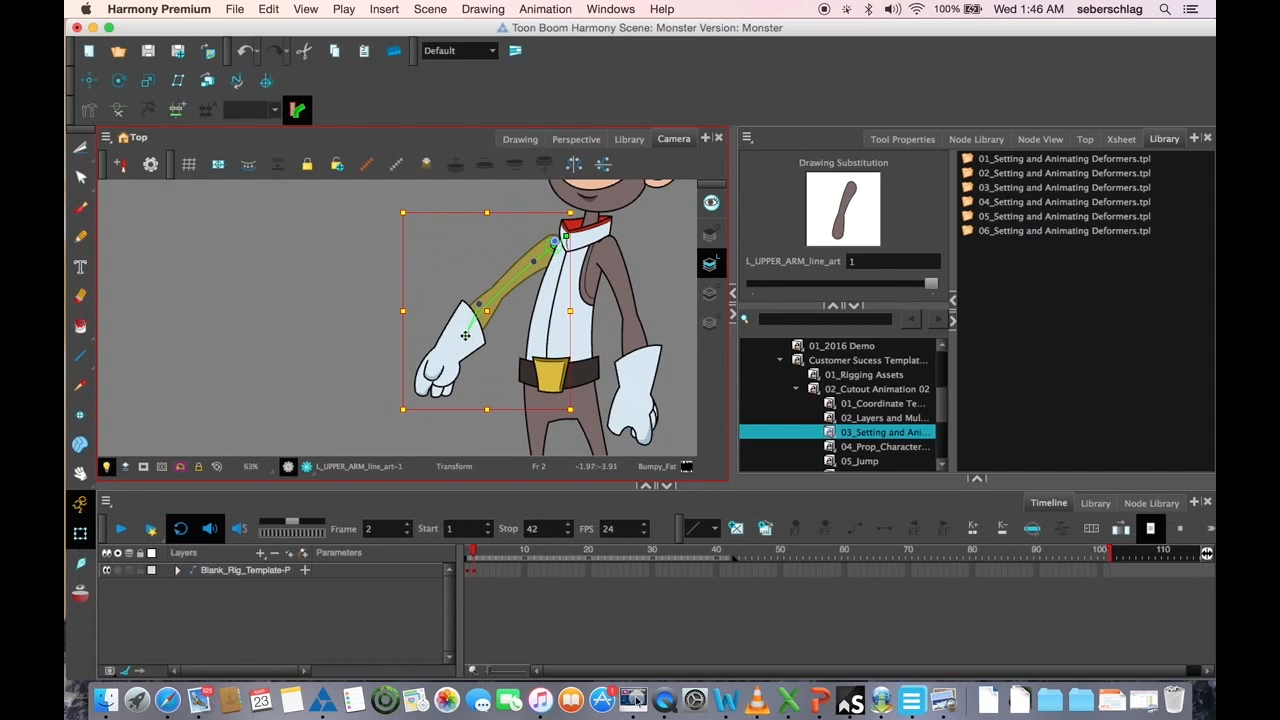 Harmony Premium File Edit View Play Insert Scene Drawing Animation Windows Help 100% Wed 1:46 AM seberschlag
Toon Boom Harmony Scene: Monster Version: Monster
Default
Top Drawing Perspective Library Camera
Tool Properties Node Library Node View Top Xsheet Library
Drawing Substitution
L_UPPER_ARM_line_art 1
01_Setting and Animating Deformers.tpl
02_Setting and Animating Deformers.tpl
03_Setting and Animating Deformers.tpl
04_Setting and Animating Deformers.tpl
05_Setting and Animating Deformers.tpl
06_Setting and Animating Deformers.tpl
01_2016 Demo
Customer Sucess Templat...
01_Rigging Assets
02_Cutout Animation 02
01_Coordinate Te...
02_Layers and Mul...
03_Setting and Ani...
04_Prop_Character...
05_Jump
63% L_UPPER_ARM_line_art-1 Transform Fr 2 -1.97:-3.91 Bumpy_Fat
Timeline Library Node View
Frame 2 Start 1 Stop 42 FPS 24
Layers Parameters
10 20 30 40 50 60 70 80 90 100 110
Blank_Rig_Template-P